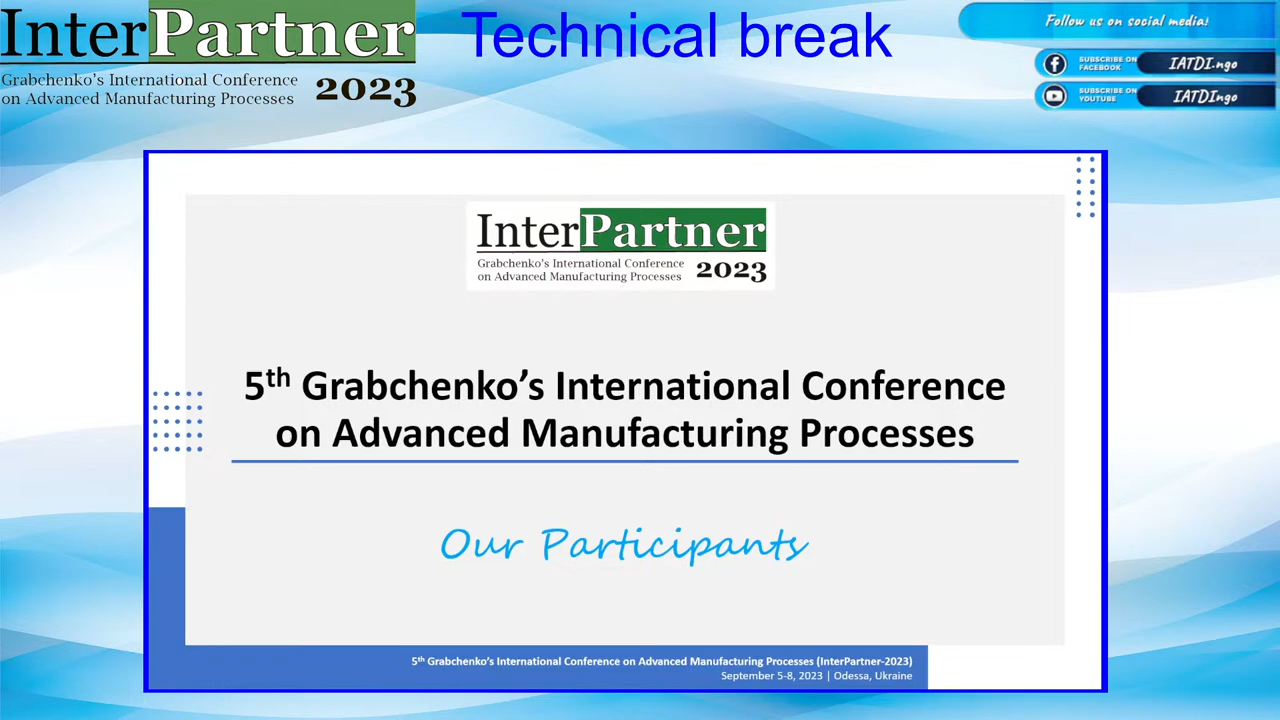 InterPartner
Grabchenko's International Conference
on Advanced Manufacturing Processes
2023
Technical break
Follow us on social media!
SUBSCRIBE ON
FACEBOOK
IATDI.ngo
SUBSCRIBE ON
YOUTUBE
IATDIngo
InterPartner
Grabchenko's International Conference
on Advanced Manufacturing Processes
2023
5th Grabchenko's International Conference
on Advanced Manufacturing Processes
Our Participants
5th Grabchenko's International Conference on Advanced Manufacturing Processes (InterPartner-2023)
September 5-8, 2023 | Odessa, Ukraine